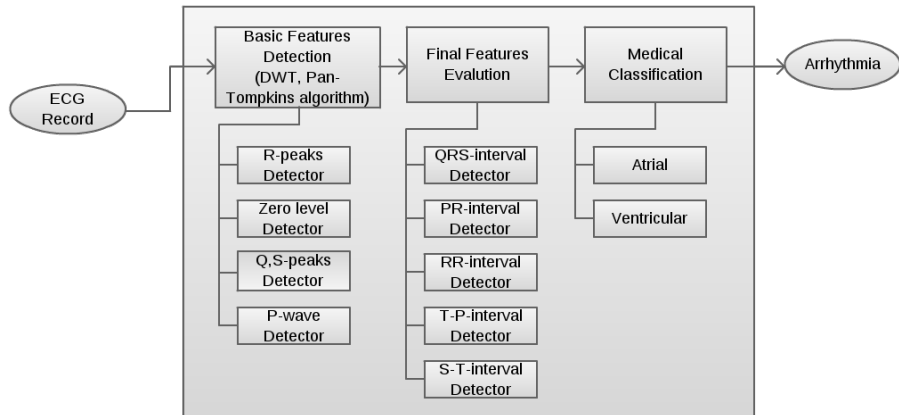 ECG
Record
Basic Features
Detection
(DWT, Pan-
Tompkins algorithm)
R-peaks
Detector
Zero level
Detector
Q,S-peaks
Detector
P-wave
Detector
Final Features
Evalution
QRS-interval
Detector
PR-interval
Detector
RR-interval
Detector
T-P-interval
Detector
S-T-interval
Detector
Medical
Classification
Atrial
Ventricular
Arrhythmia